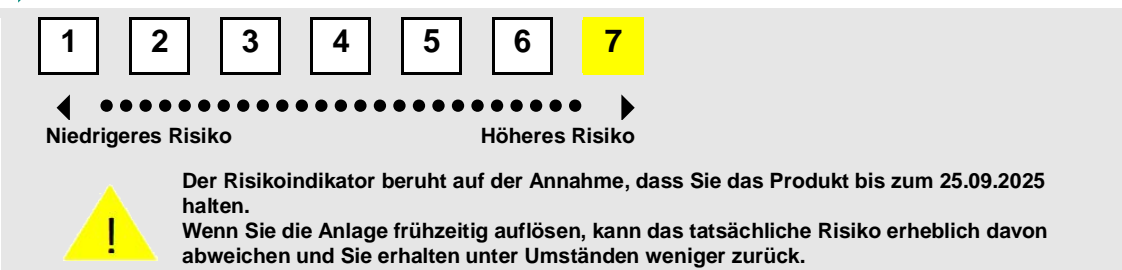 1 2 3 4 5 6 7
Niedrigeres Risiko Höheres Risiko
Der Risikoindikator beruht auf der Annahme, dass Sie das Produkt bis zum 25.09.2025
halten.
Wenn Sie die Anlage frühzeitig auflösen, kann das tatsächliche Risiko erheblich davon
abweichen und Sie erhalten unter Umständen weniger zurück.
!